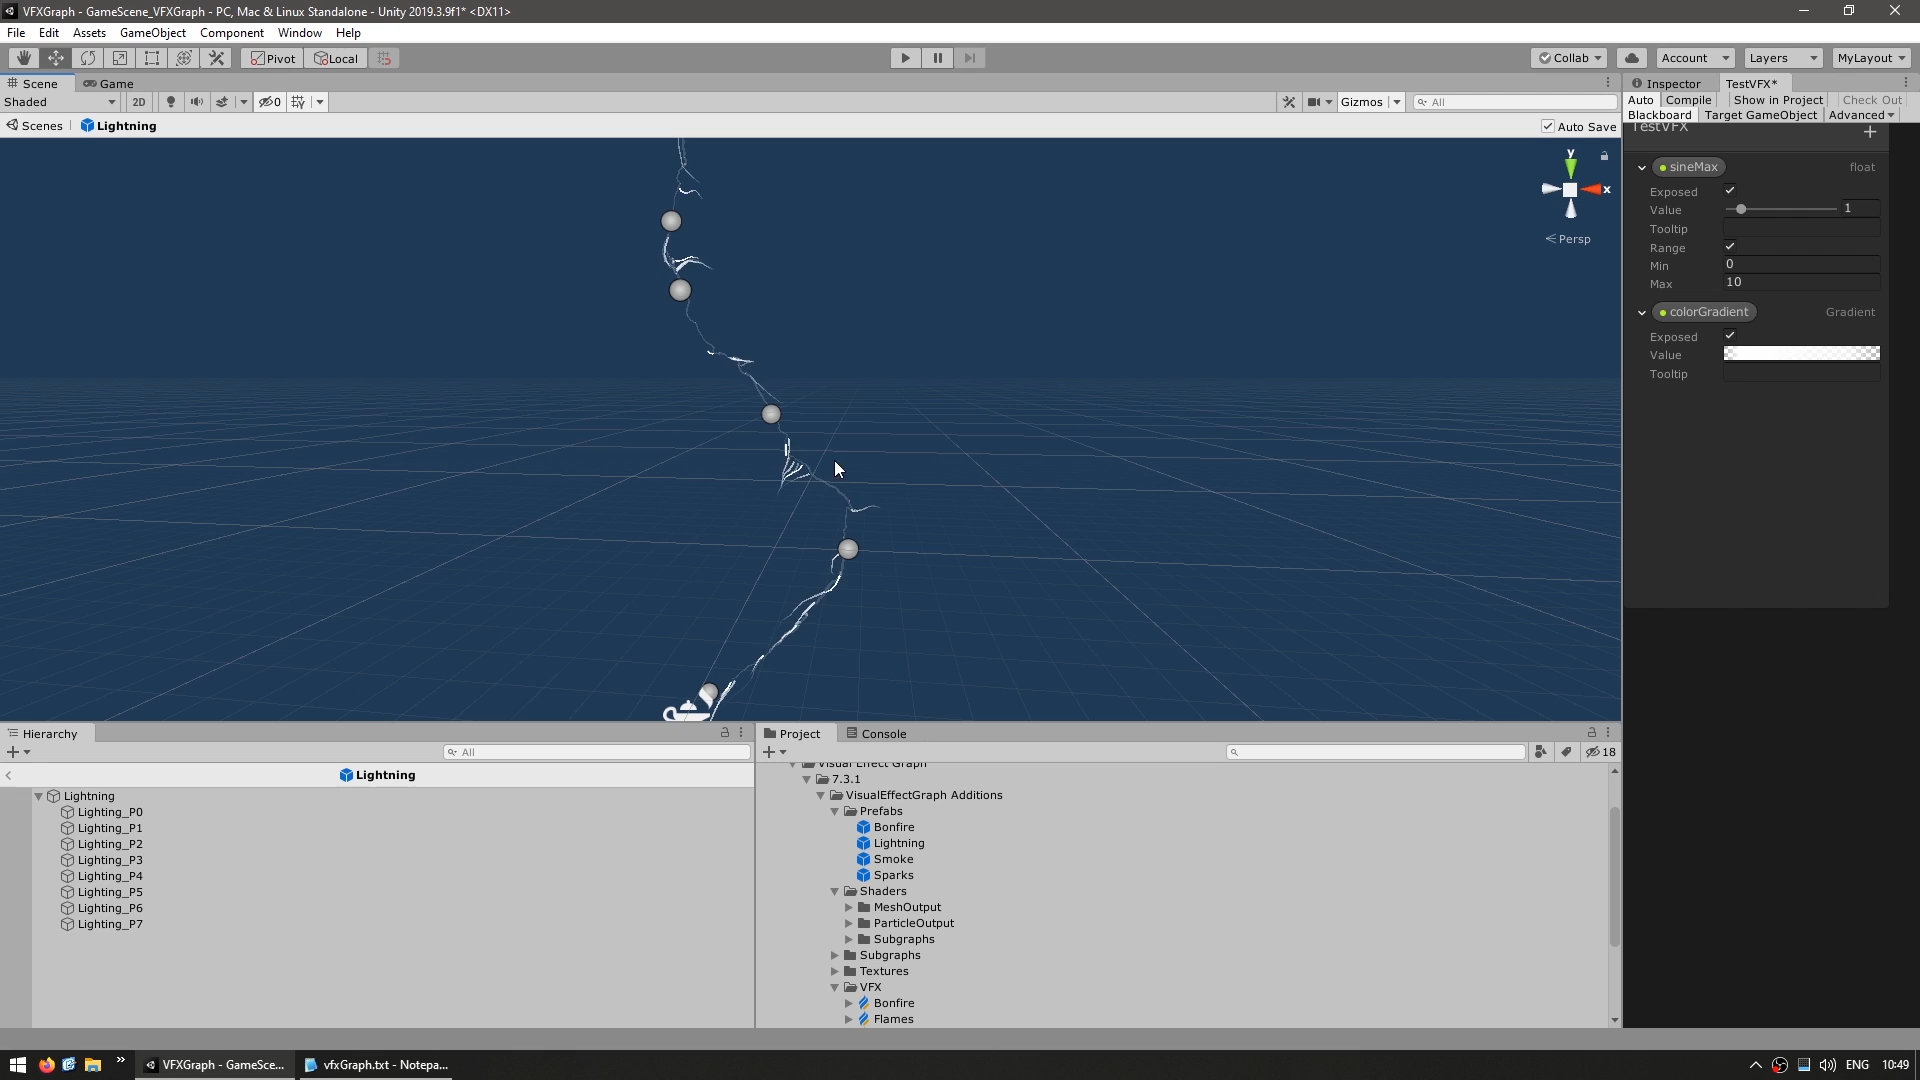 VFXGraph - GameScene_VFXGraph - PC, Mac & Linux Standalone - Unity 2019.3.9f1* <DX11>
File Edit Assets GameObject Component Window Help
Pivot Local Collab Account Layers MyLayout
Scene Game Inspector TestVFX*
Shaded 2D 0 Gizmos All Auto Compile Show in Project Check Out
Blackboard Target GameObject Advanced
Scenes Lightning Auto Save
TestVFX
sineMax float
Exposed
Value 1
Tooltip
Range
Min 0
Max 10
colorGradient Gradient
Exposed
Value
Tooltip
y
x
Persp
Hierarchy
All
Lightning
Lightning
Lighting_P0
Lighting_P1
Lighting_P2
Lighting_P3
Lighting_P4
Lighting_P5
Lighting_P6
Lighting_P7
Project Console
18
Visual Effect Graph
7.3.1
VisualEffectGraph Additions
Prefabs
Bonfire
Lightning
Smoke
Sparks
Shaders
MeshOutput
ParticleOutput
Subgraphs
Subgraphs
Textures
VFX
Bonfire
Flames
VFXGraph - GameSce... vfxGraph.txt - Notepa... ENG 10:49